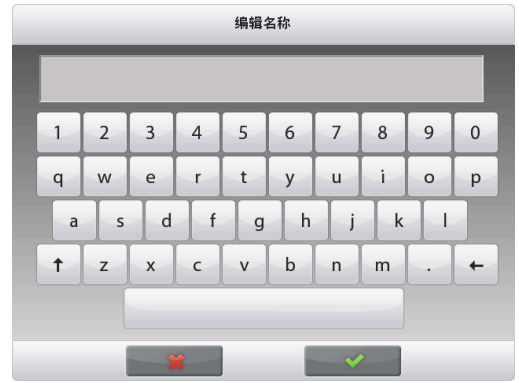 编辑名称
1 2 3 4 5 6 7 8 9 0
q w e r t y u i o p
a s d f g h j k l
↑ z x c v b n m . ←